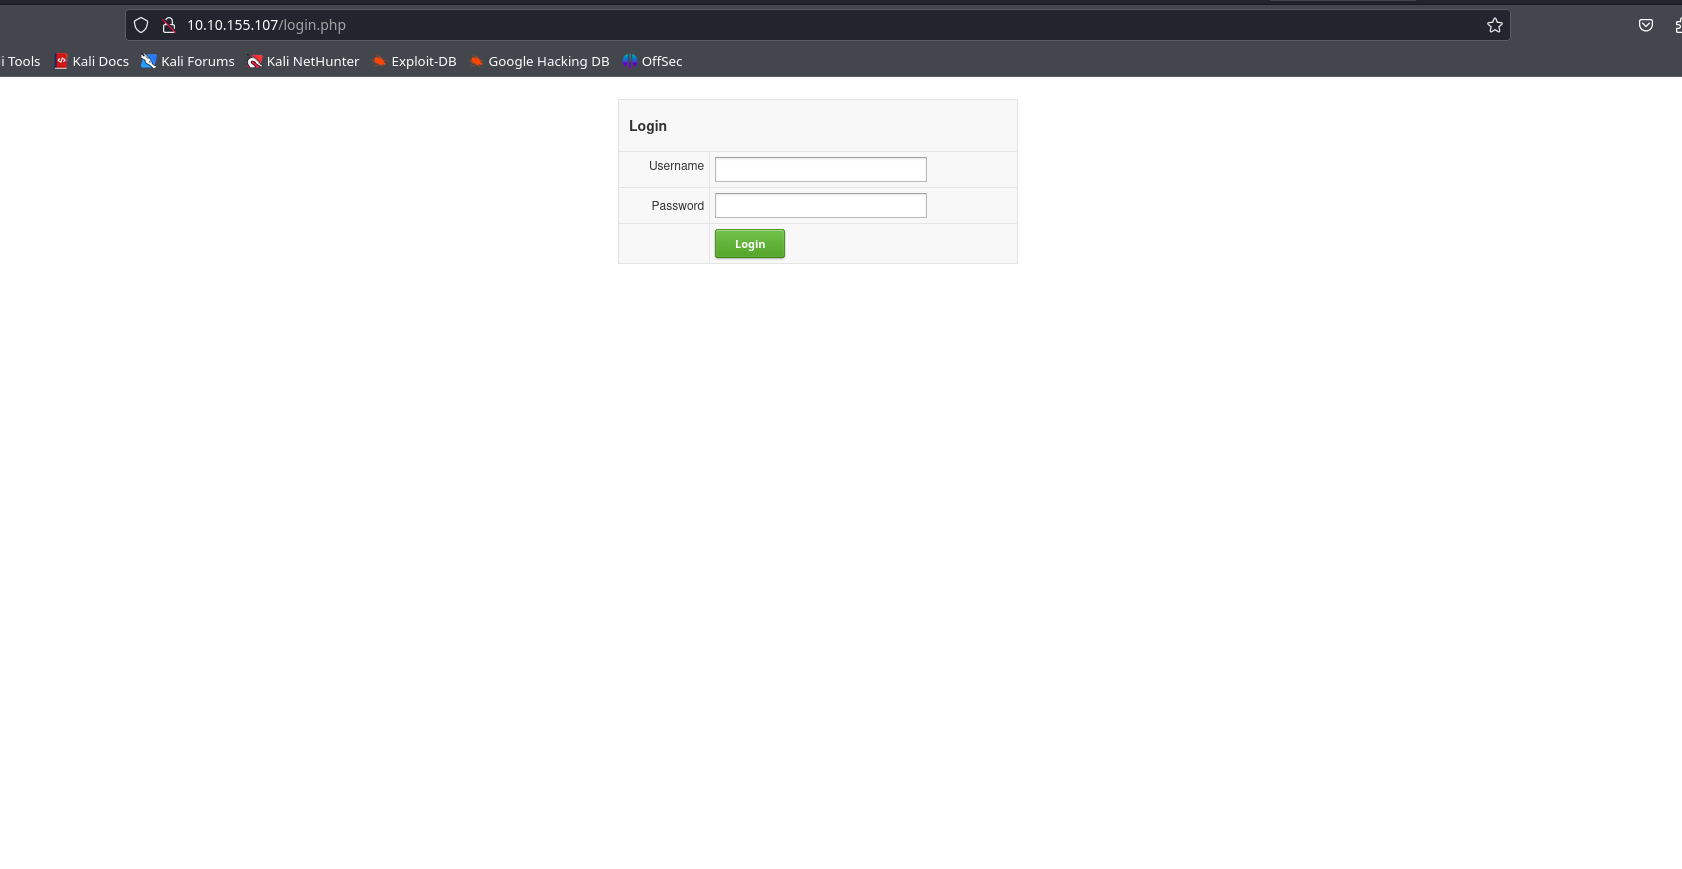 10.10.155.107/login.php
i Tools Kali Docs Kali Forums Kali NetHunter Exploit-DB Google Hacking DB OffSec
Login
Username
Password
Login